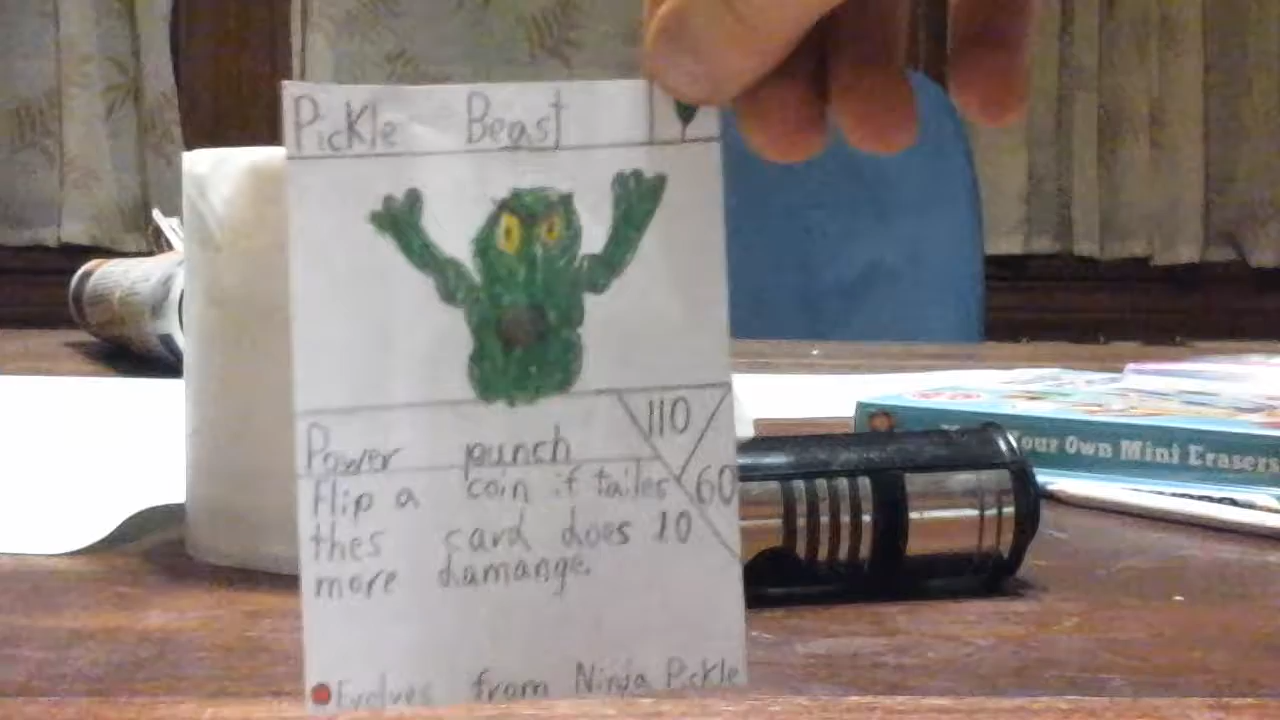 Pickle Beast
110
Power punch
60
flip a coin if tailes
thes card does 10
more damange.
Evolves from Ninja Pickle
Your Own Mini Erasers